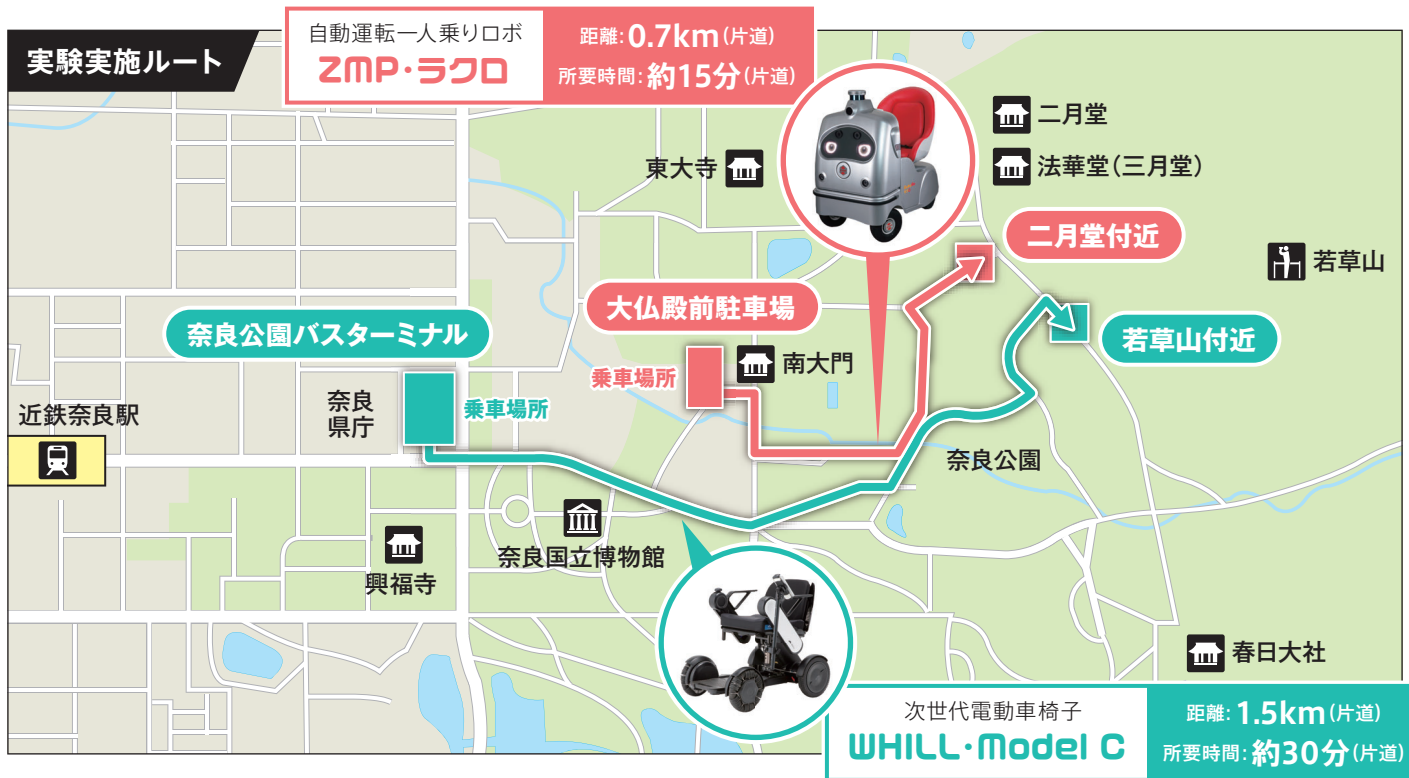 実験実施ルート
自動運転一人乗りロボ
ZMP・ラクロ
距離:0.7km(片道)
所要時間:約15分(片道)
二月堂
法華堂(三月堂)
東大寺
二月堂付近
若草山
大仏殿前駐車場
奈良公園バスターミナル
若草山付近
南大門
乗車場所
近鉄奈良駅
奈良
県庁
乗車場所
奈良公園
奈良国立博物館
興福寺
春日大社
次世代電動車椅子
WHILL・Model C
距離:1.5km(片道)
所要時間:約30分(片道)